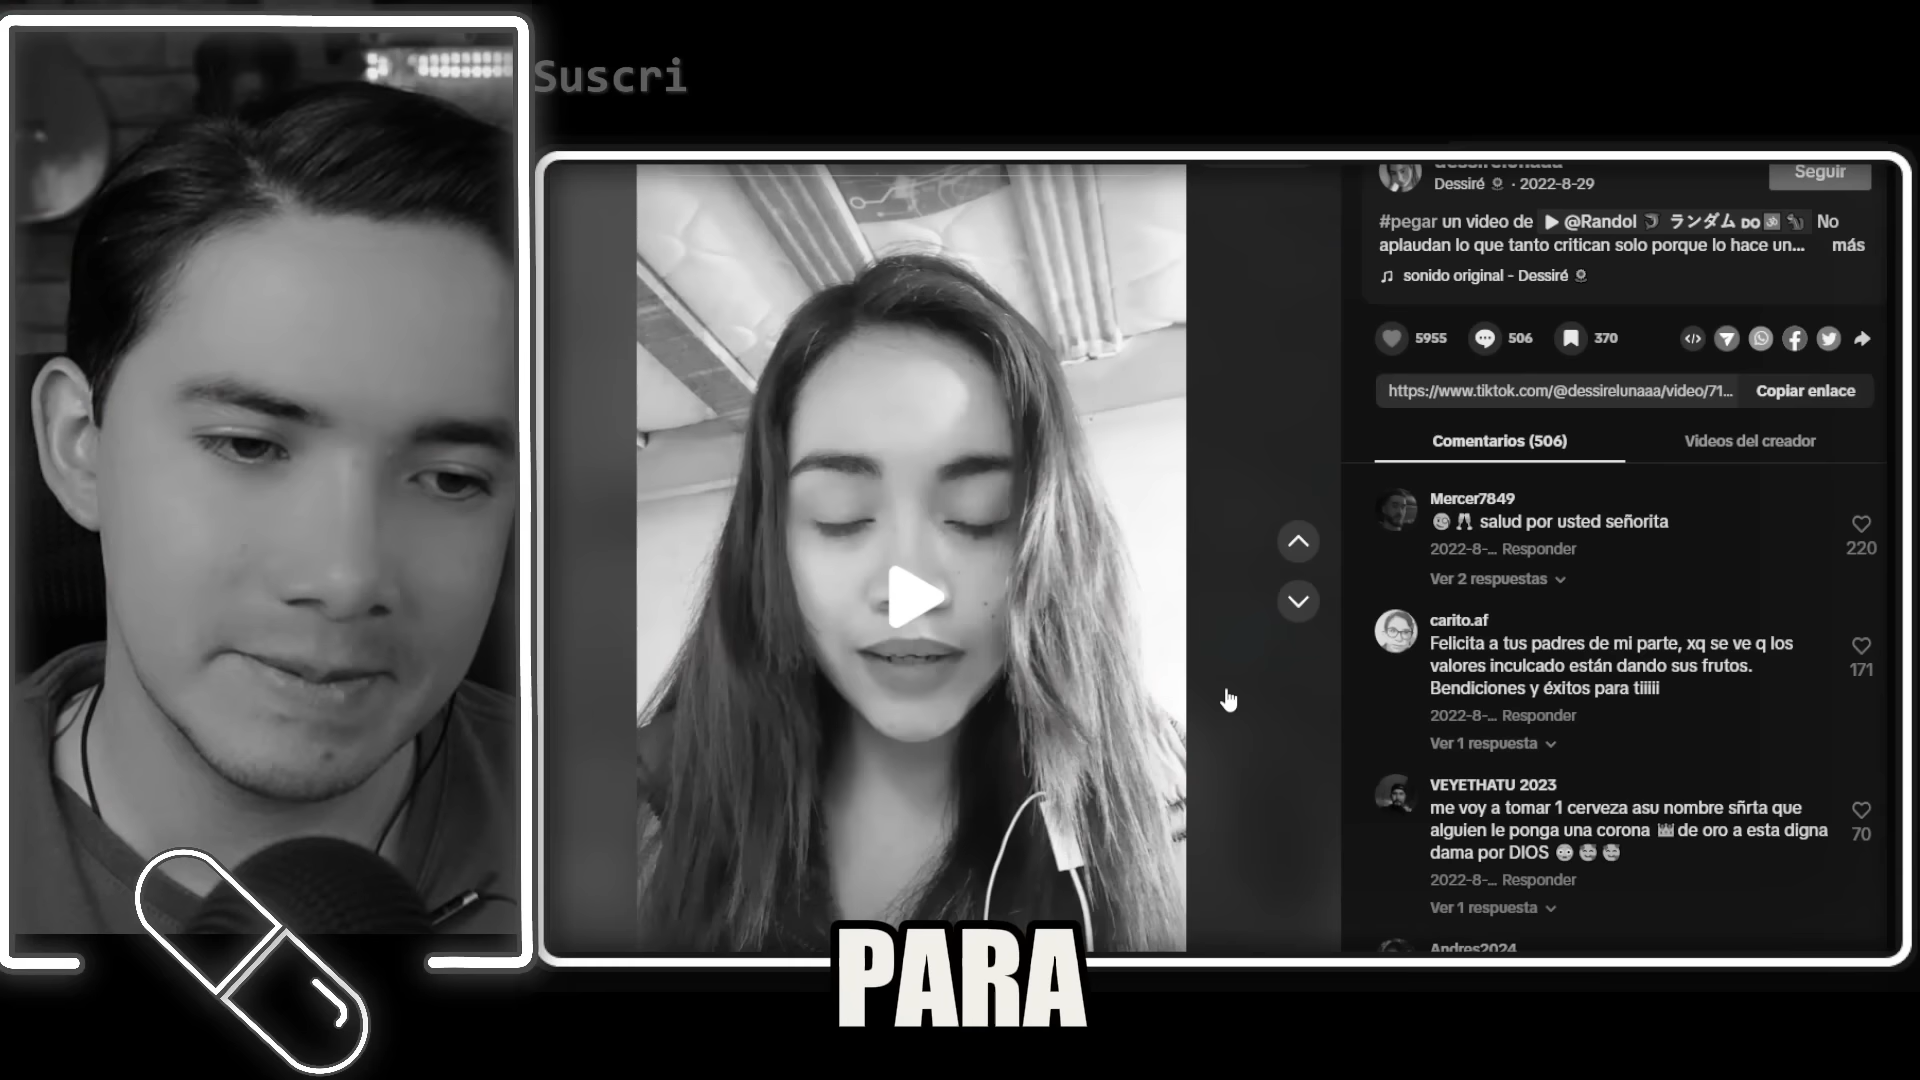 Suscri
Dessiré · 2022-8-29
Seguir
#pegar un video de ▶ @Randol ランダム DO No
aplaudan lo que tanto critican solo porque lo hace un... más
♫ sonido original - Dessiré
5955 506 370
https://www.tiktok.com/@dessirelunaaa/video/71... Copiar enlace
Comentarios (506) Videos del creador
Mercer7849
salud por usted señorita
220
2022-8-... Responder
Ver 2 respuestas
carito.af
Felicita a tus padres de mi parte, xq se ve q los
valores inculcado están dando sus frutos.
Bendiciones y éxitos para tiiiii
171
2022-8-... Responder
Ver 1 respuesta
VEYETHATU 2023
me voy a tomar 1 cerveza asu nombre sñrta que
alguien le ponga una corona 👑 de oro a esta digna
dama por DIOS
70
2022-8-... Responder
Ver 1 respuesta
Andres2024
PARA